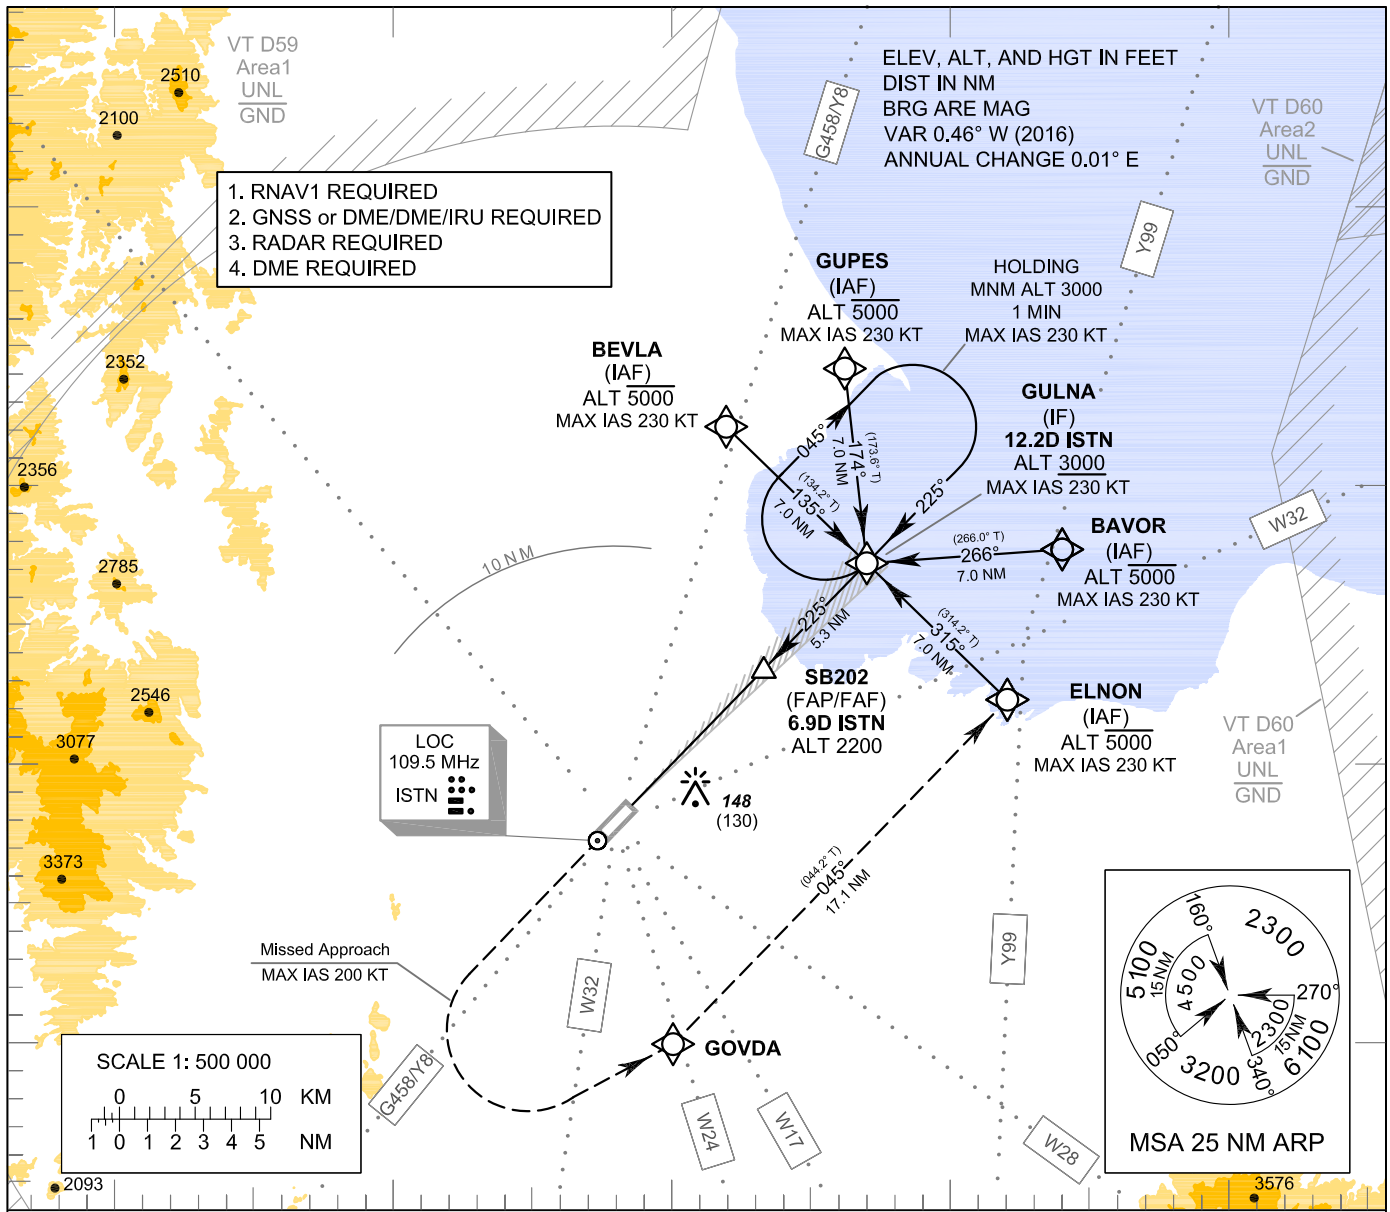 VT D59
Area1
UNL
GND
2510
2100
1. RNAV1 REQUIRED
2. GNSS or DME/DME/IRU REQUIRED
3. RADAR REQUIRED
4. DME REQUIRED
ELEV, ALT, AND HGT IN FEET
DIST IN NM
BRG ARE MAG
VAR 0.46° W (2016)
ANNUAL CHANGE 0.01° E
G458/Y8
Y99
VT D60
Area2
UNL
GND
GUPES
(IAF)
ALT 5000
MAX IAS 230 KT
HOLDING
MNM ALT 3000
1 MIN
MAX IAS 230 KT
BEVLA
(IAF)
ALT 5000
MAX IAS 230 KT
GULNA
(IF)
12.2D ISTN
ALT 3000
MAX IAS 230 KT
2352
2356
2785
2546
3077
3373
2093
045°
(173.6° T)
174°
7.0 NM
(134.2° T)
135°
7.0 NM
225°
W32
BAVOR
(IAF)
ALT 5000
MAX IAS 230 KT
(266.0° T)
266°
7.0 NM
10 NM
225°
5.3 NM
(314.2° T)
315°
7.0 NM
SB202
(FAP/FAF)
6.9D ISTN
ALT 2200
ELNON
(IAF)
ALT 5000
MAX IAS 230 KT
VT D60
Area1
UNL
GND
LOC
109.5 MHz
ISTN
148
(130)
(044.2° T)
045°
17.1 NM
Missed Approach
MAX IAS 200 KT
W32
Y99
GOVDA
G458/Y8
W24
W17
W28
SCALE 1: 500 000
0 5 10 KM
1 0 1 2 3 4 5 NM
160°
2300
5100
15NM
4500
270°
2300
15NM
6100
050°
3200
340°
MSA 25 NM ARP
3576